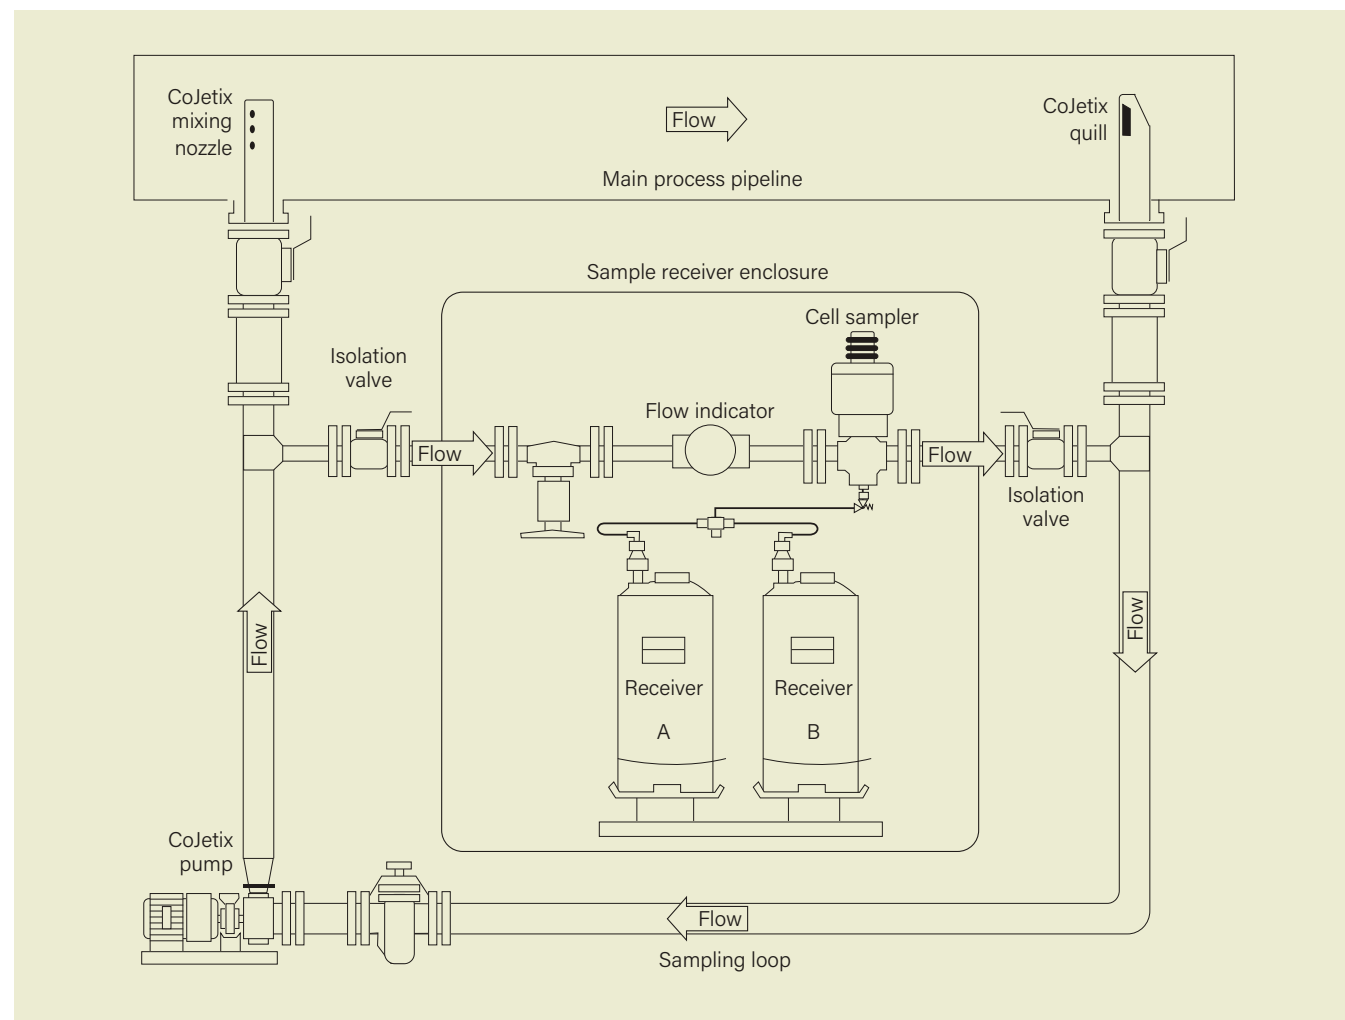 CoJetix
mixing
nozzle
Flow
CoJetix
quill
Main process pipeline
Sample receiver enclosure
Cell sampler
Isolation
valve
Flow indicator
Flow
Flow
Isolation
valve
Flow
Flow
Receiver
A
Receiver
B
CoJetix
pump
Flow
Sampling loop